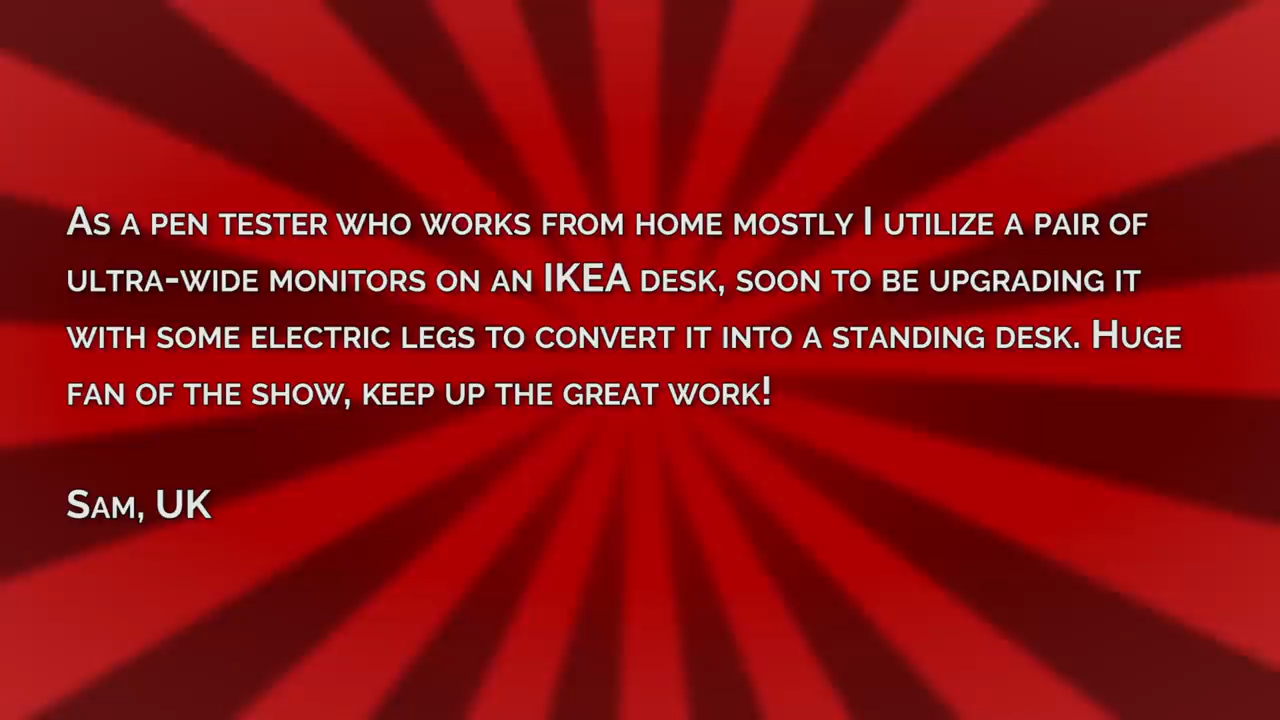 As a pen tester who works from home mostly I utilize a pair of
ultra-wide monitors on an IKEA desk, soon to be upgrading it
with some electric legs to convert it into a standing desk. Huge
fan of the show, keep up the great work!
Sam, UK